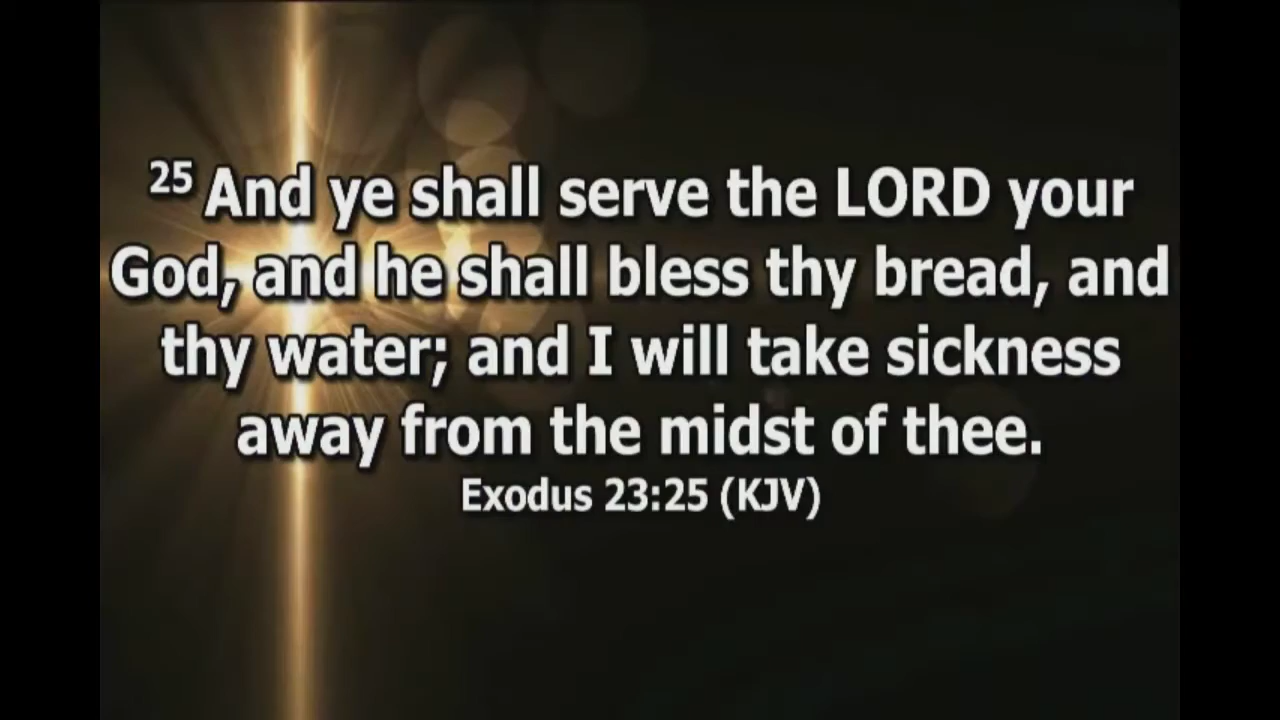 25 And ye shall serve the LORD your
God, and he shall bless thy bread, and
thy water; and I will take sickness
away from the midst of thee.
Exodus 23:25 (KJV)